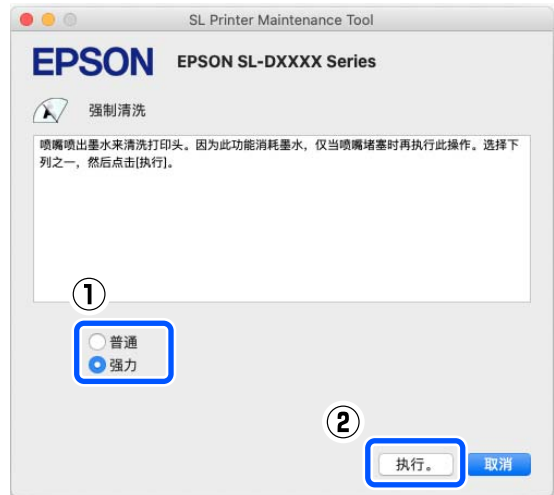 SL Printer Maintenance Tool
EPSON EPSON SL-DXXXX Series
强制清洗
喷嘴喷出墨水来清洗打印头。因为此功能消耗墨水，仅当喷嘴堵塞时再执行此操作。选择下
列之一，然后点击[执行]。
①
普通
强力
②
执行。 取消